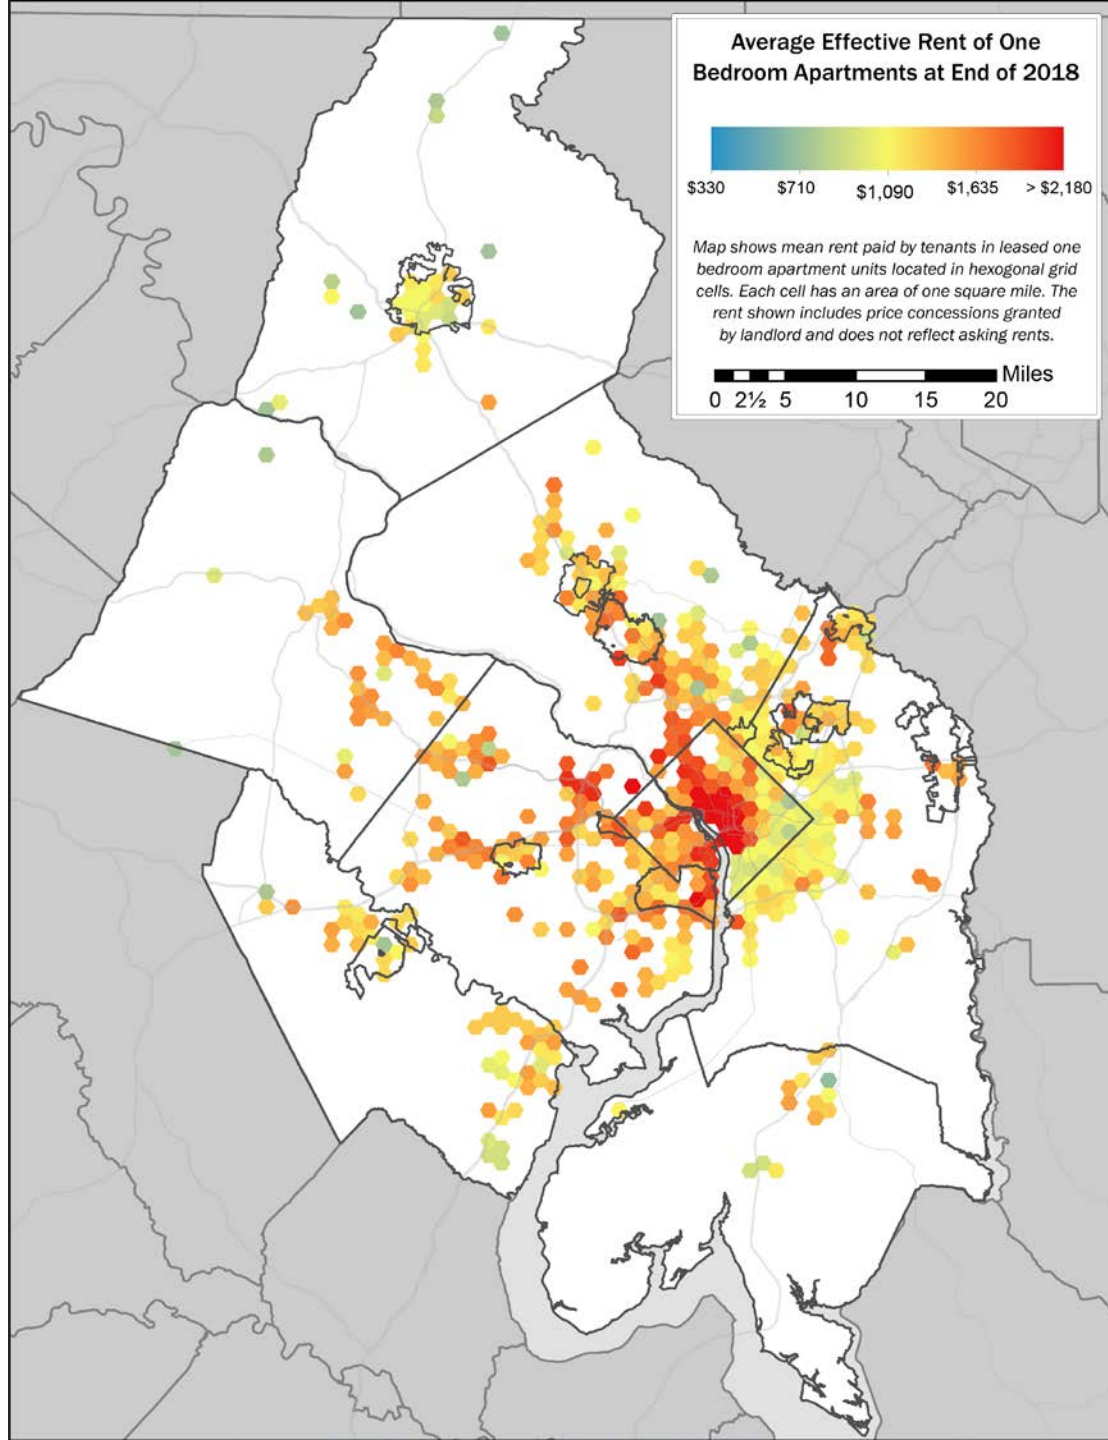 Average Effective Rent of One
Bedroom Apartments at End of 2018
$330 $710 $1,090 $1,635 > $2,180
Map shows mean rent paid by tenants in leased one
bedroom apartment units located in hexogonal grid
cells. Each cell has an area of one square mile. The
rent shown includes price concessions granted
by landlord and does not reflect asking rents.
Miles
0 2½ 5 10 15 20